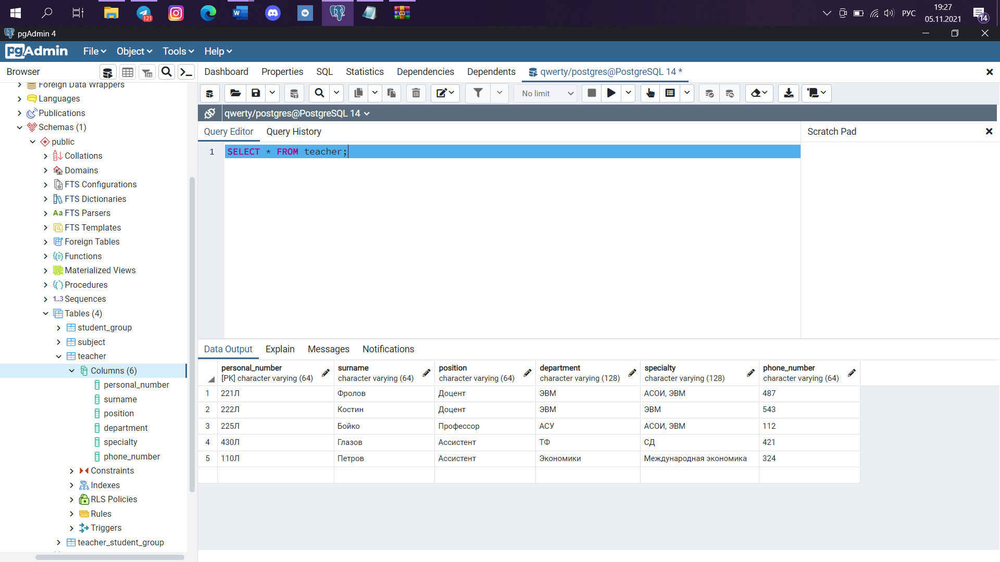 121
РУС
19:27
05.11.2021
14
pgAdmin 4
pgAdmin
File Object Tools Help
Browser
Dashboard Properties SQL Statistics Dependencies Dependents qwerty/postgres@PostgreSQL 14 *
No limit
qwerty/postgres@PostgreSQL 14
Query Editor Query History
Scratch Pad
1 SELECT * FROM teacher;
Foreign Data Wrappers
Languages
Publications
Schemas (1)
public
Collations
Domains
FTS Configurations
FTS Dictionaries
Aa FTS Parsers
FTS Templates
Foreign Tables
Functions
Materialized Views
Procedures
1..3 Sequences
Tables (4)
student_group
subject
teacher
Columns (6)
personal_number
surname
position
department
specialty
phone_number
Constraints
Indexes
RLS Policies
Rules
Triggers
teacher_student_group
Data Output Explain Messages Notifications
personal_number surname position department specialty phone_number
[PK] character varying (64) character varying (64) character varying (64) character varying (128) character varying (128) character varying (64)
1 221Л Фролов Доцент ЭВМ АСОИ, ЭВМ 487
2 222Л Костин Доцент ЭВМ ЭВМ 543
3 225Л Бойко Профессор АСУ АСОИ, ЭВМ 112
4 430Л Глазов Ассистент ТФ СД 421
5 110Л Петров Ассистент Экономики Международная экономика 324